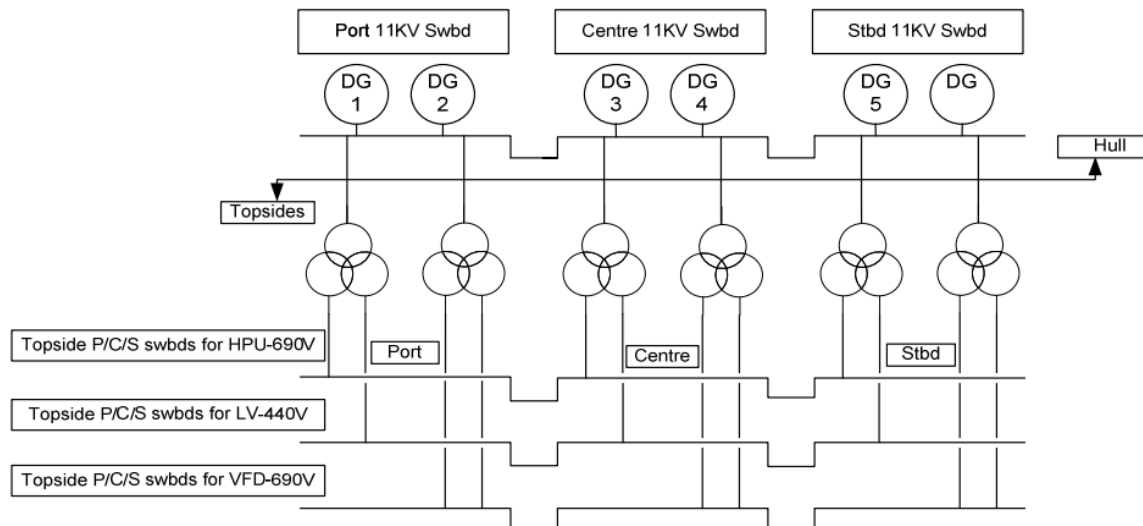 Port 11KV Swbd
Centre 11KV Swbd
Stbd 11KV Swbd
DG
1
DG
2
DG
3
DG
4
DG
5
DG
Hull
Topsides
Topside P/C/S swbds for HPU-690V
Port
Centre
Stbd
Topside P/C/S swbds for LV-440V
Topside P/C/S swbds for VFD-690V